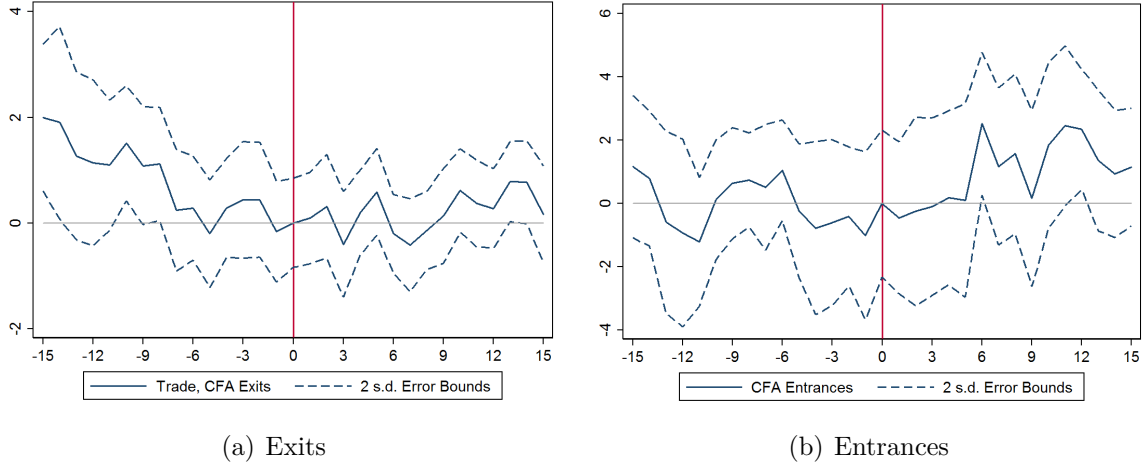 4
2
0
-2
-15 -12 -9 -6 -3 0 3 6 9 12 15
Trade, CFA Exits 2 s.d. Error Bounds
(a) Exits
6
4
2
0
-2
-4
-15 -12 -9 -6 -3 0 3 6 9 12 15
CFA Entrances 2 s.d. Error Bounds
(b) Entrances